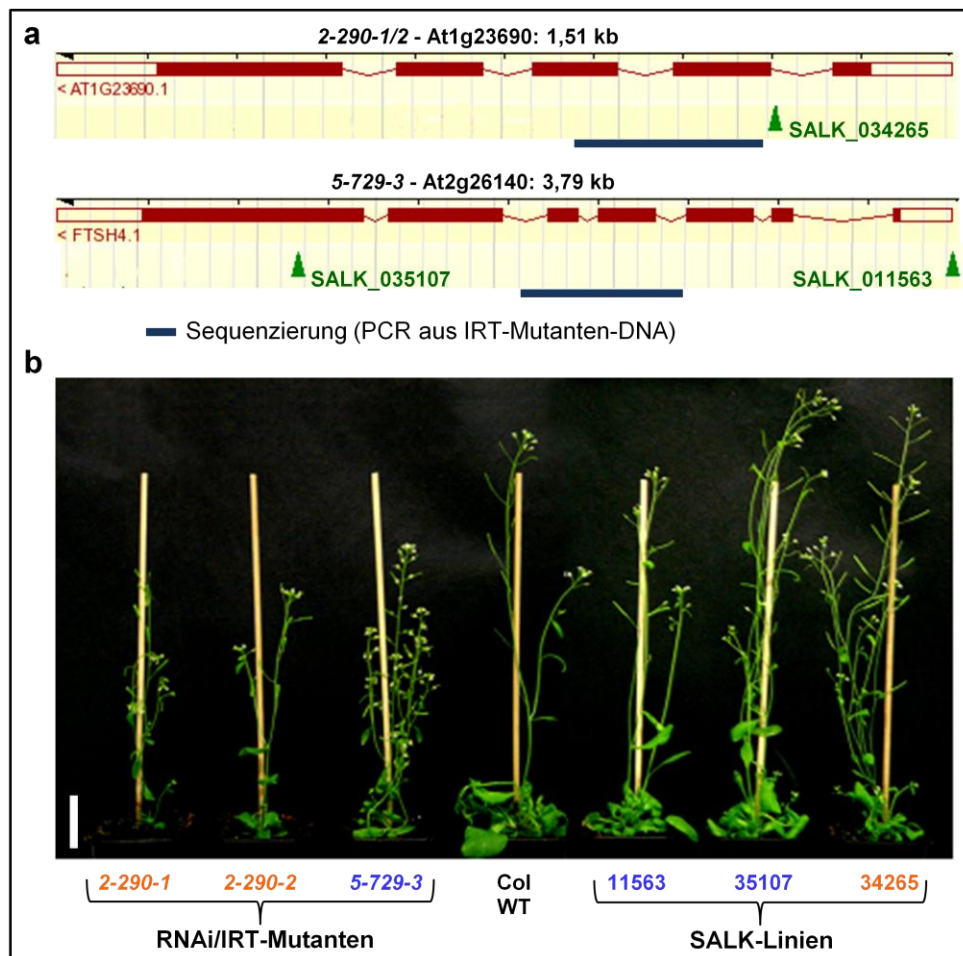 a
2-290-1/2 - At1g23690: 1,51 kb
< AT1G23690.1
SALK_034265
5-729-3 - At2g26140: 3,79 kb
< FTSH4.1
SALK_035107
SALK_011563
Sequenzierung (PCR aus IRT-Mutanten-DNA)
b
2-290-1 2-290-2 5-729-3 Col WT 11563 35107 34265
RNAi/IRT-Mutanten SALK-Linien